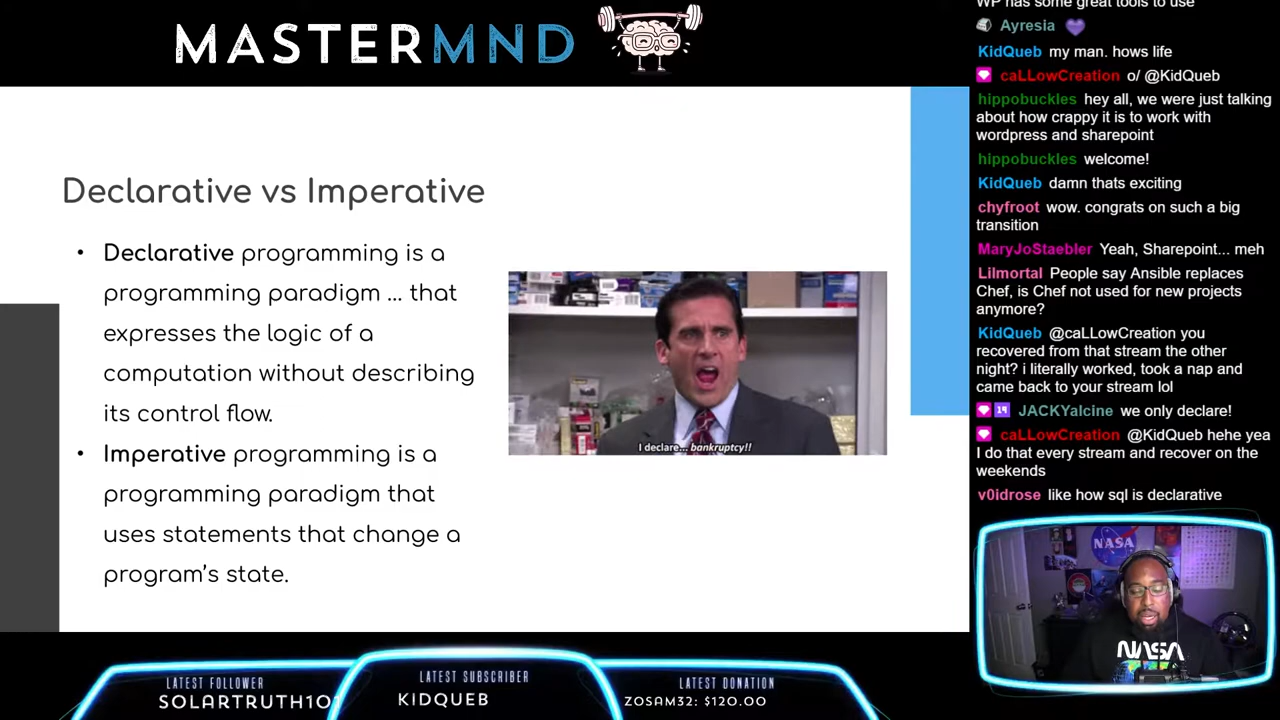 MASTERMND
Declarative vs Imperative
• Declarative programming is a
programming paradigm ... that
expresses the logic of a
computation without describing
its control flow.
• Imperative programming is a
programming paradigm that
uses statements that change a
program's state.
I declare... bankruptcy!!
WP has some great tools to use
Ayresia
KidQueb my man. hows life
caLLowCreation o/ @KidQueb
hippobuckles hey all, we were just talking
about how crappy it is to work with
wordpress and sharepoint
hippobuckles welcome!
KidQueb damn thats exciting
chyfroot wow. congrats on such a big
transition
MaryJoStaebler Yeah, Sharepoint... meh
Lilmortal People say Ansible replaces
Chef, is Chef not used for new projects
anymore?
KidQueb @caLLowCreation you
recovered from that stream the other
night? i literally worked, took a nap and
came back to your stream lol
19 JACKYalcine we only declare!
caLLowCreation @KidQueb hehe yea
I do that every stream and recover on the
weekends
v0idrose like how sql is declarative
NASA
NASA
LATEST FOLLOWER
SOLARTRUTH101
LATEST SUBSCRIBER
KIDQUEB
LATEST DONATION
ZOSAM32: $120.00